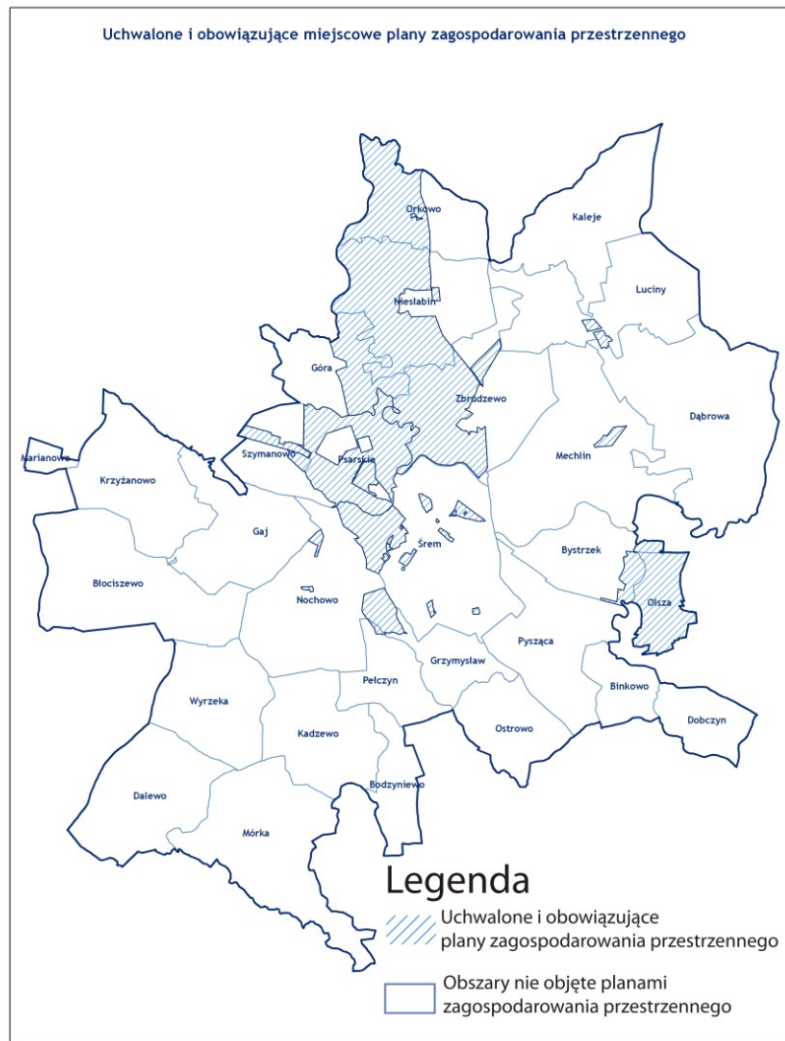 Uchwalone i obowiązujące miejscowe plany zagospodarowania przestrzennego
Orkowo
Kaleje
Luciny
Niesłabin
Góra
Zbrudzewo
Dąbrowa
Marianowo
Szymanowo
Psarskie
Mechlin
Krzyżanowo
Gaj
Śrem
Bystrzek
Błociszewo
Nochowo
Olsza
Pysząca
Grzymysław
Pełczyn
Binkowo
Wyrzeka
Dobczyn
Kadzewo
Ostrowo
Bodzyniewo
Dalewo
Mórka
Legenda
Uchwalone i obowiązujące
plany zagospodarowania przestrzennego
Obszary nie objęte planami
zagospodarowania przestrzennego